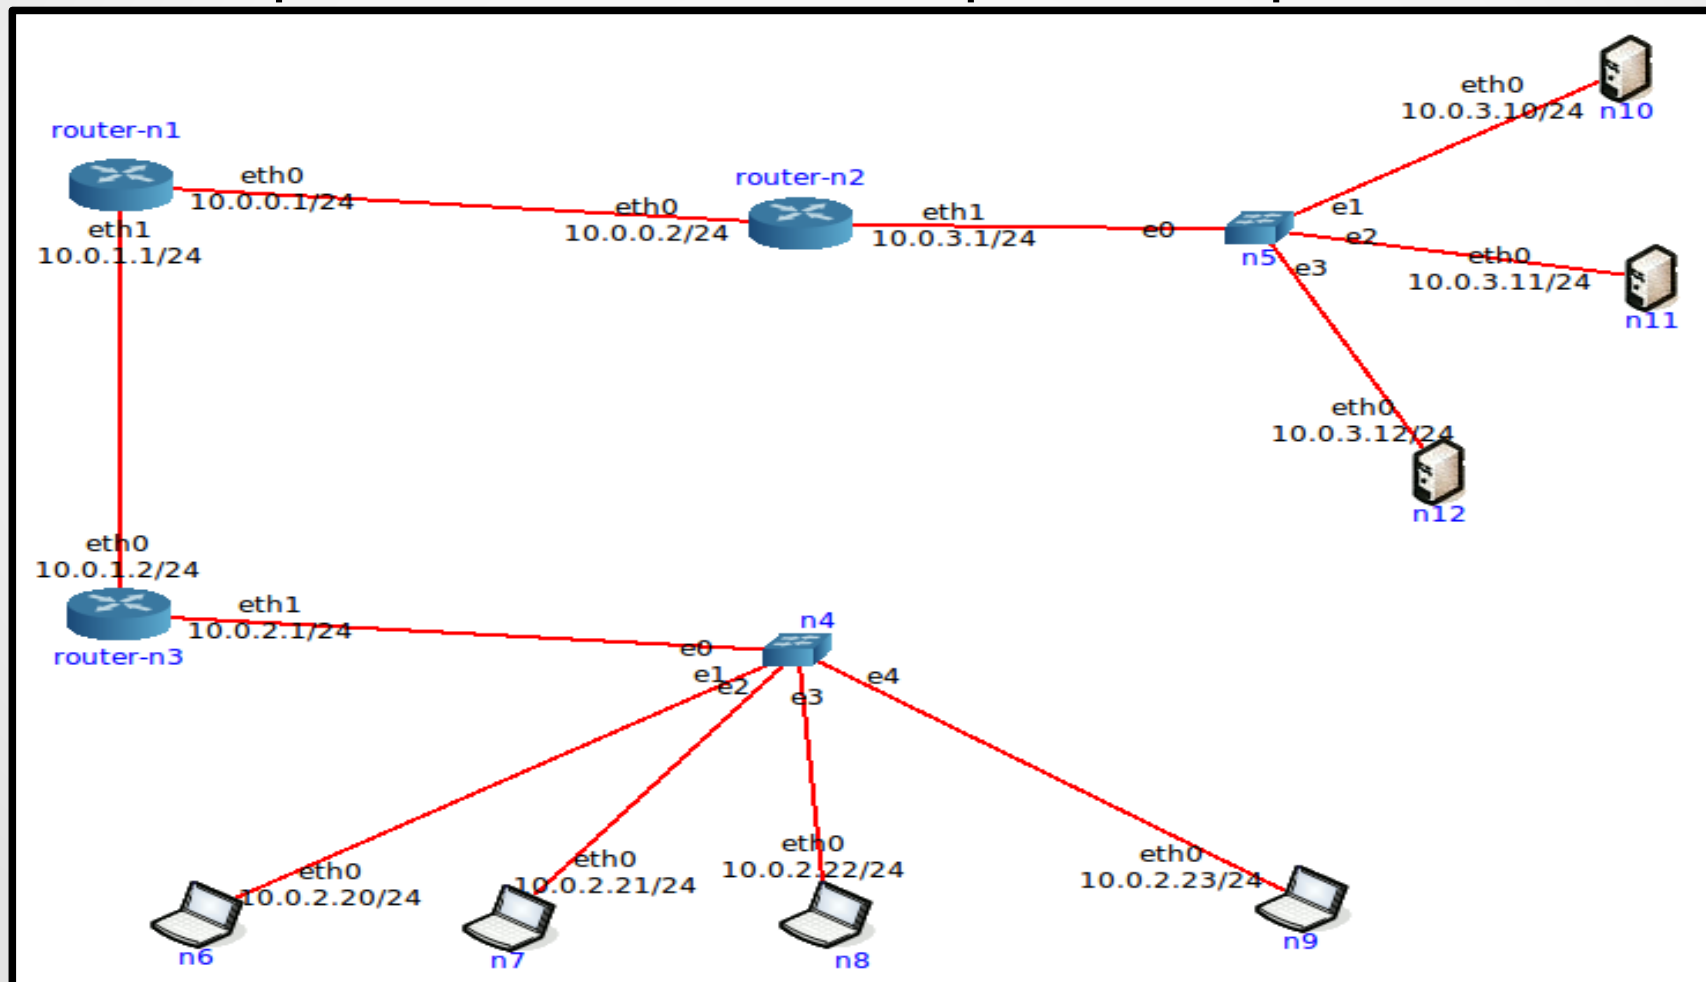 eth0
10.0.3.10/24
n10
router-n1
eth0
10.0.0.1/24
eth1
10.0.1.1/24
router-n2
eth0
10.0.0.2/24
eth1
10.0.3.1/24
e0
n5
e1
e2
e3
eth0
10.0.3.11/24
n11
eth0
10.0.3.12/24
n12
eth0
10.0.1.2/24
router-n3
eth1
10.0.2.1/24
n4
e0
e1
e2
e3
e4
eth0
10.0.2.20/24
n6
eth0
10.0.2.21/24
n7
eth0
10.0.2.22/24
n8
eth0
10.0.2.23/24
n9